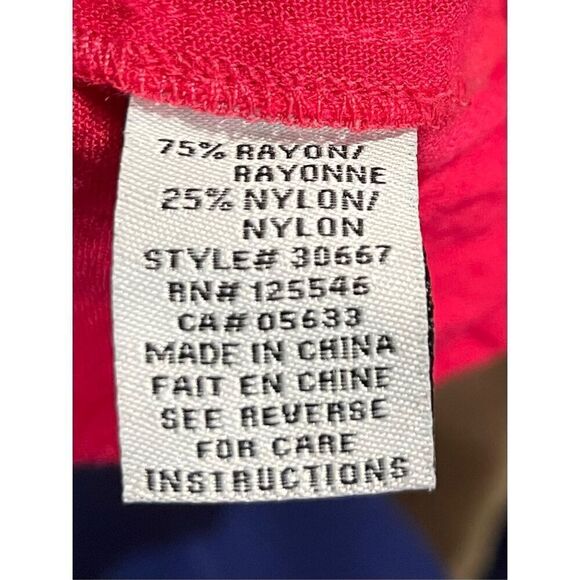 75% RAYON/
RAYONNE
25% NYLON/
NYLON
STYLE# 30667
RN# 125546
CA# 05633
MADE IN CHINA
FAIT EN CHINE
SEE REVERSE
FOR CARE
INSTRUCTIONS